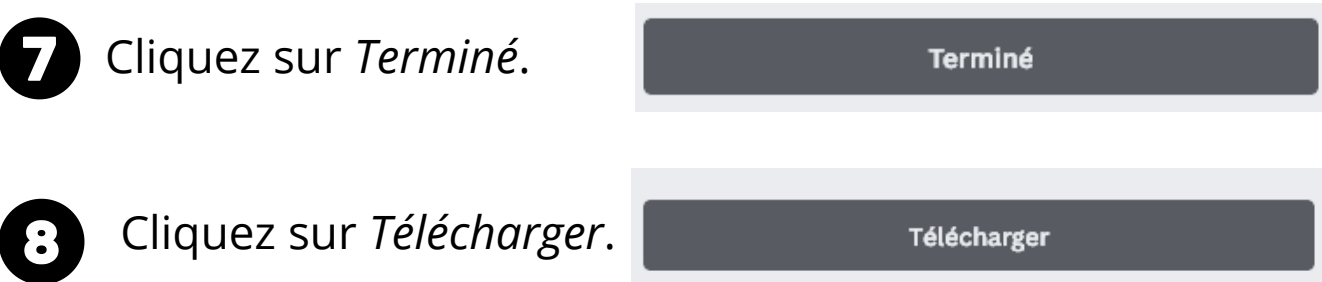 7 Cliquez sur Terminé.
Terminé
8 Cliquez sur Télécharger.
Télécharger